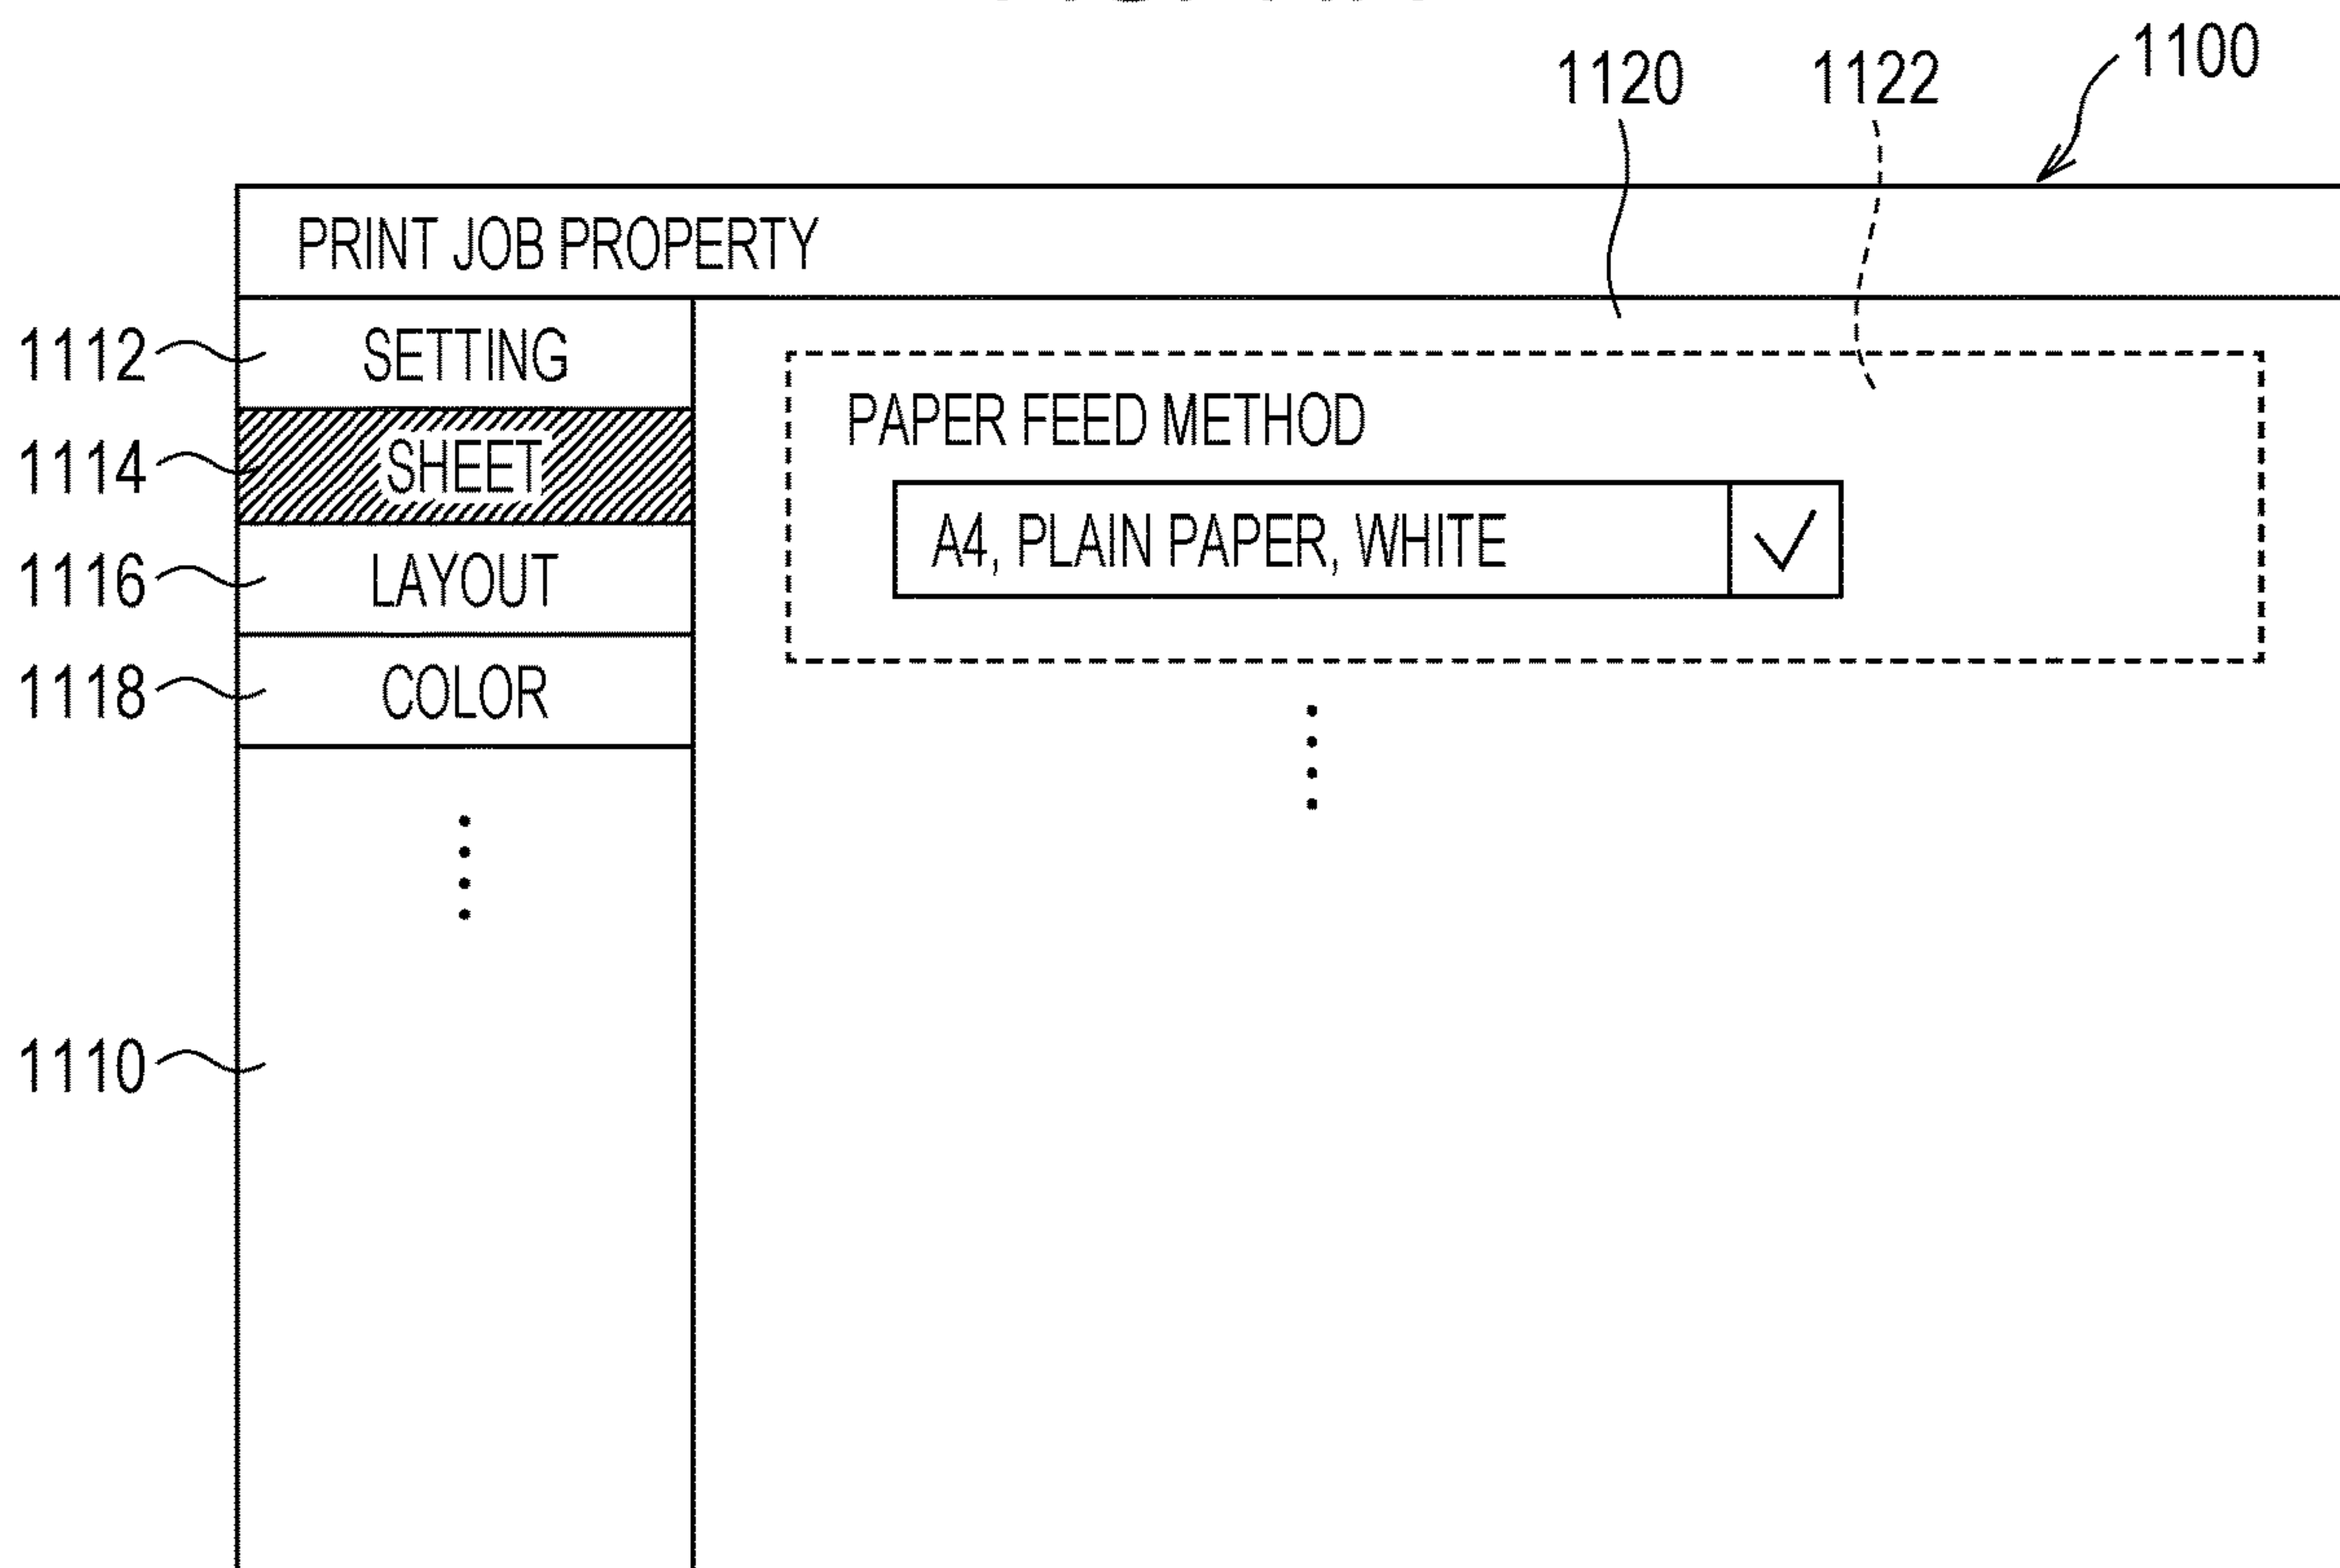 1120 1122 1100
PRINT JOB PROPERTY
1112 SETTING
1114 SHEET
1116 LAYOUT
1118 COLOR
1110
PAPER FEED METHOD
A4, PLAIN PAPER, WHITE